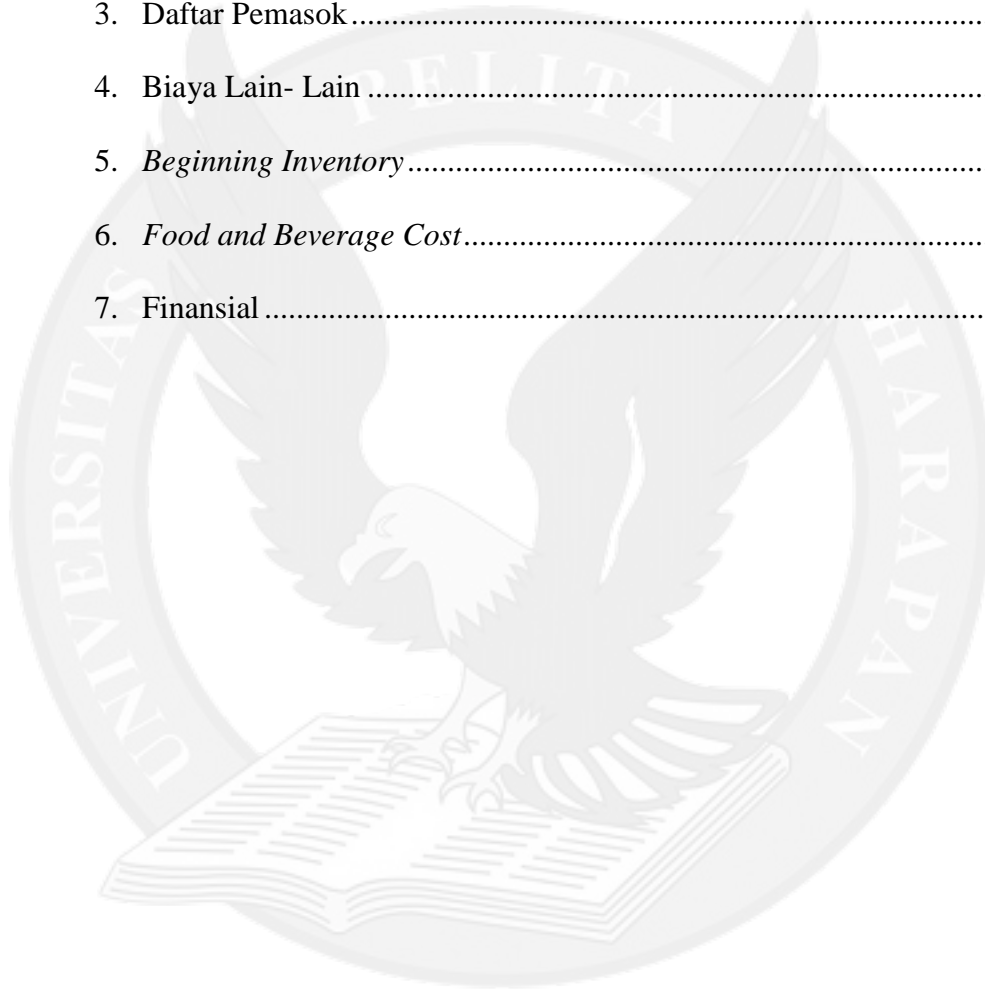 3. Daftar Pemasok........................................................................................
4. Biaya Lain- Lain ......................................................................................
5. Beginning Inventory................................................................................
6. Food and Beverage Cost.........................................................................
7. Finansial ..................................................................................................
UNIVERSITAS PELITA HARAPAN